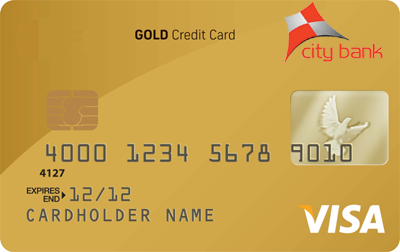 GOLD Credit Card
city bank
4000 1234 5678 9010
4127
EXPIRES
END 12/12
CARDHOLDER NAME
VISA